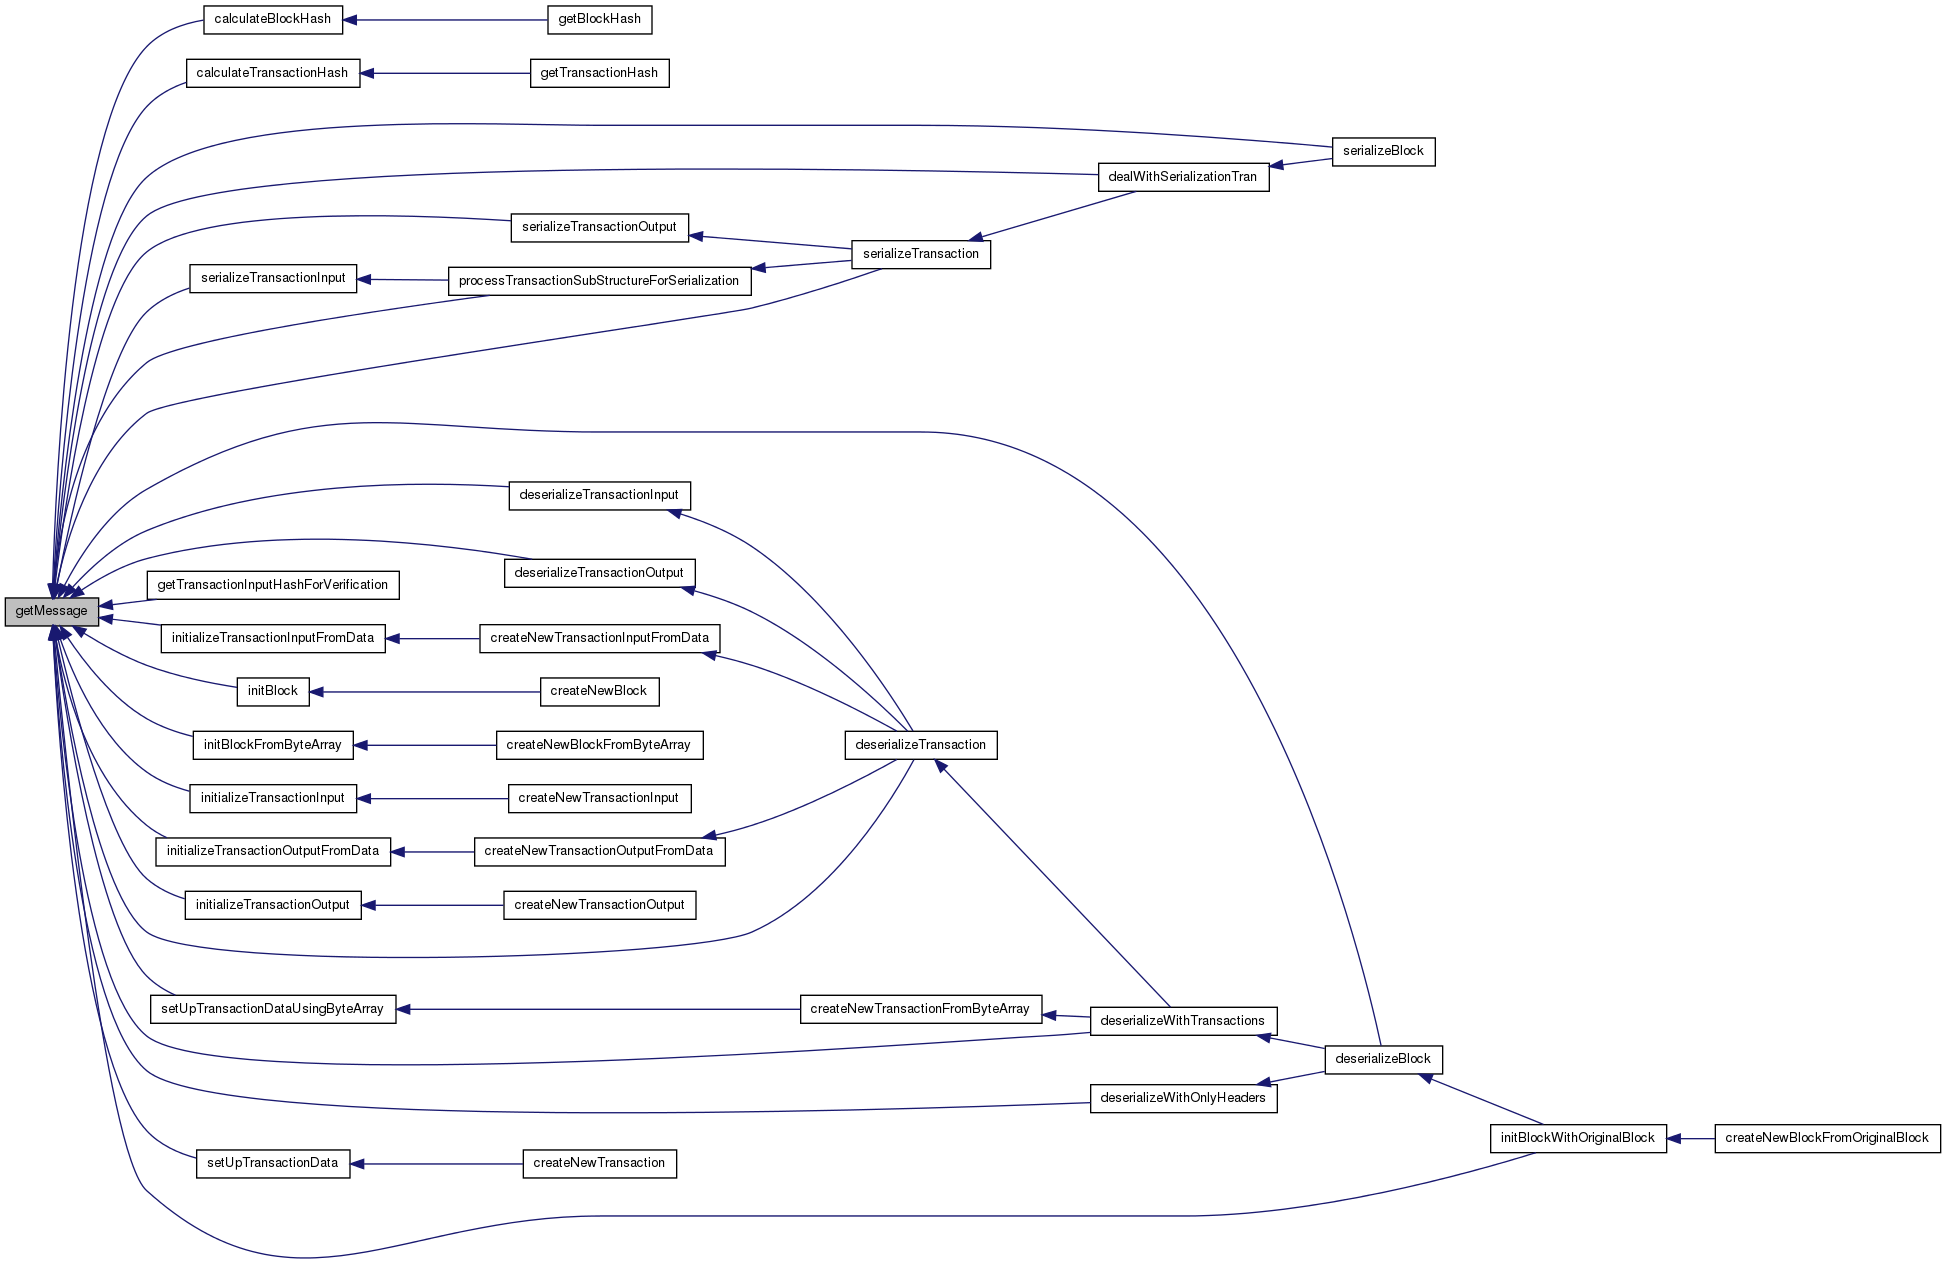 calculateBlockHash
getBlockHash
calculateTransactionHash
getTransactionHash
serializeBlock
dealWithSerializationTran
serializeTransactionOutput
serializeTransaction
serializeTransactionInput
processTransactionSubStructureForSerialization
deserializeTransactionInput
deserializeTransactionOutput
getTransactionInputHashForVerification
getMessage
initializeTransactionInputFromData
createNewTransactionInputFromData
initBlock
createNewBlock
initBlockFromByteArray
createNewBlockFromByteArray
deserializeTransaction
initializeTransactionInput
createNewTransactionInput
initializeTransactionOutputFromData
createNewTransactionOutputFromData
initializeTransactionOutput
createNewTransactionOutput
setUpTransactionDataUsingByteArray
createNewTransactionFromByteArray
deserializeWithTransactions
deserializeBlock
deserializeWithOnlyHeaders
initBlockWithOriginalBlock
createNewBlockFromOriginalBlock
setUpTransactionData
createNewTransaction